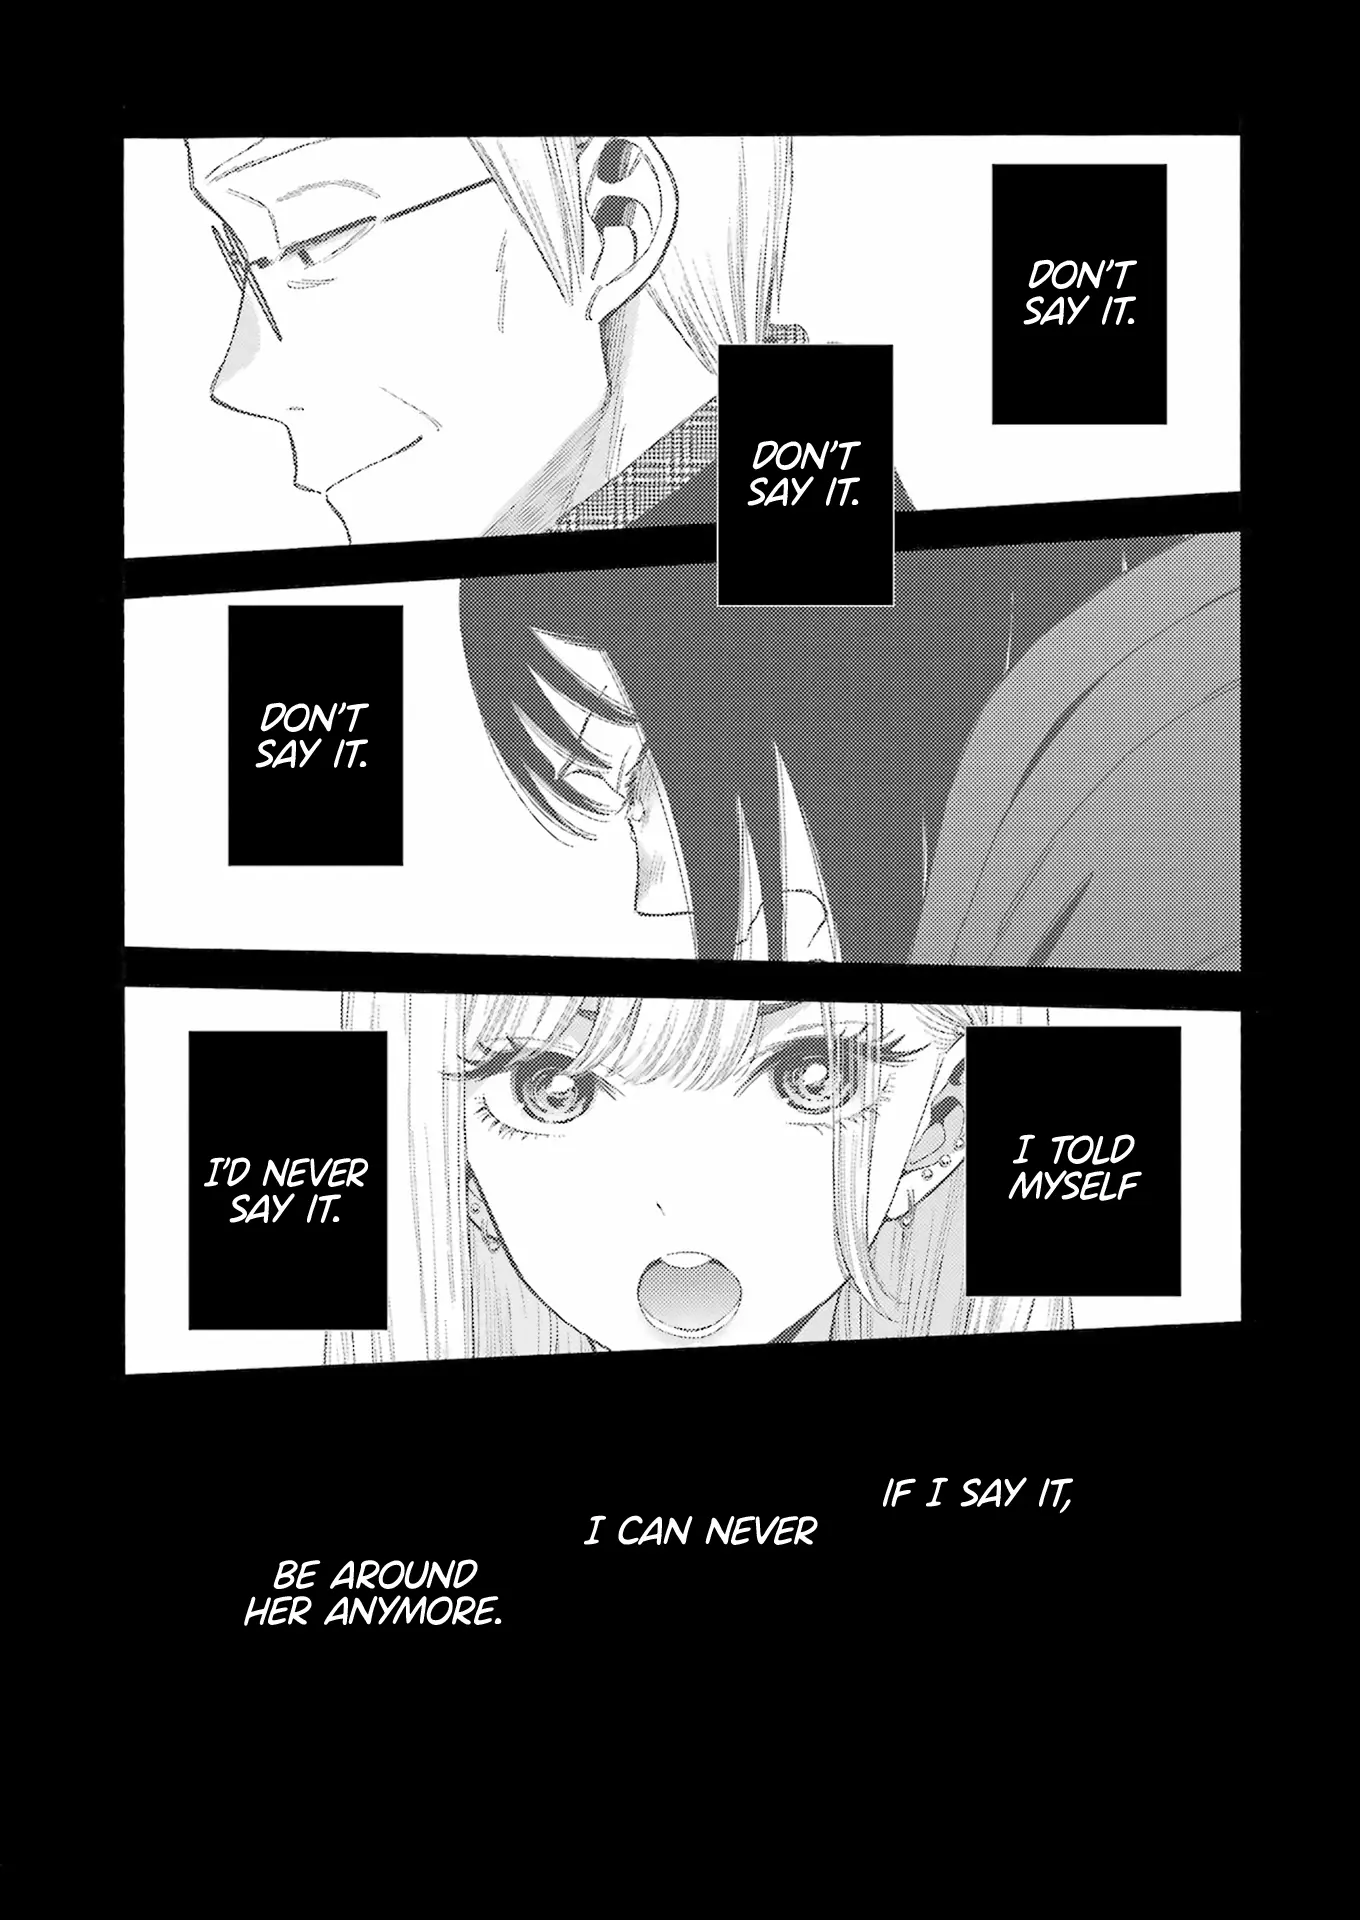 DON'T
SAY IT.
DON'T
SAY IT.
DON'T
SAY IT.
I TOLD
MYSELF
I'D NEVER
SAY IT.
IF I SAY IT,
I CAN NEVER
BE AROUND
HER ANYMORE.